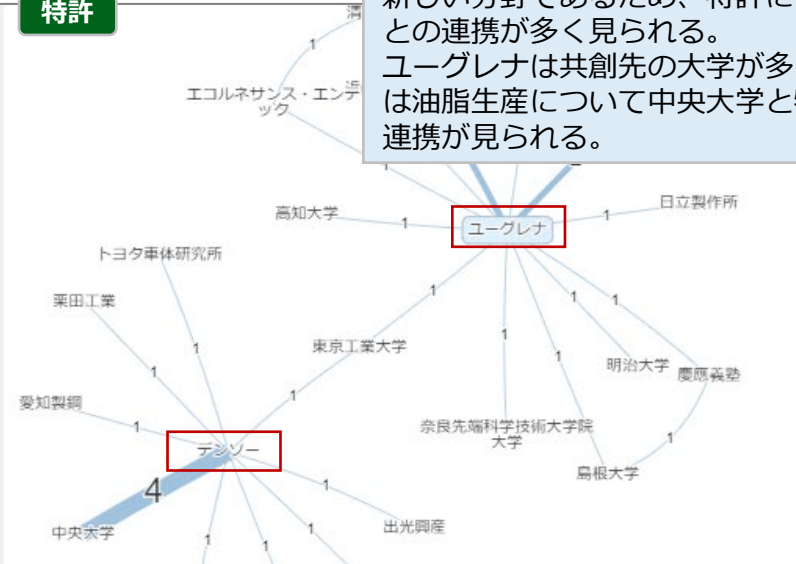 特許
との連携が多く見られる。
ユーグレナは共創先の大学が多
は油脂生産について中央大学と
連携が見られる。
1
エコルネサンス・エンテ
ック
1
高知大学
1
ユーグレナ
1
日立製作所
トヨタ車体研究所
栗田工業
1
1
1
1
東京工業大学
1
1
明治大学
慶應義塾
1
1
愛知製鋼
1
奈良先端科学技術大学院
大学
1
デンソー
島根大学
4
1
中央大学
出光興産
1
1
1